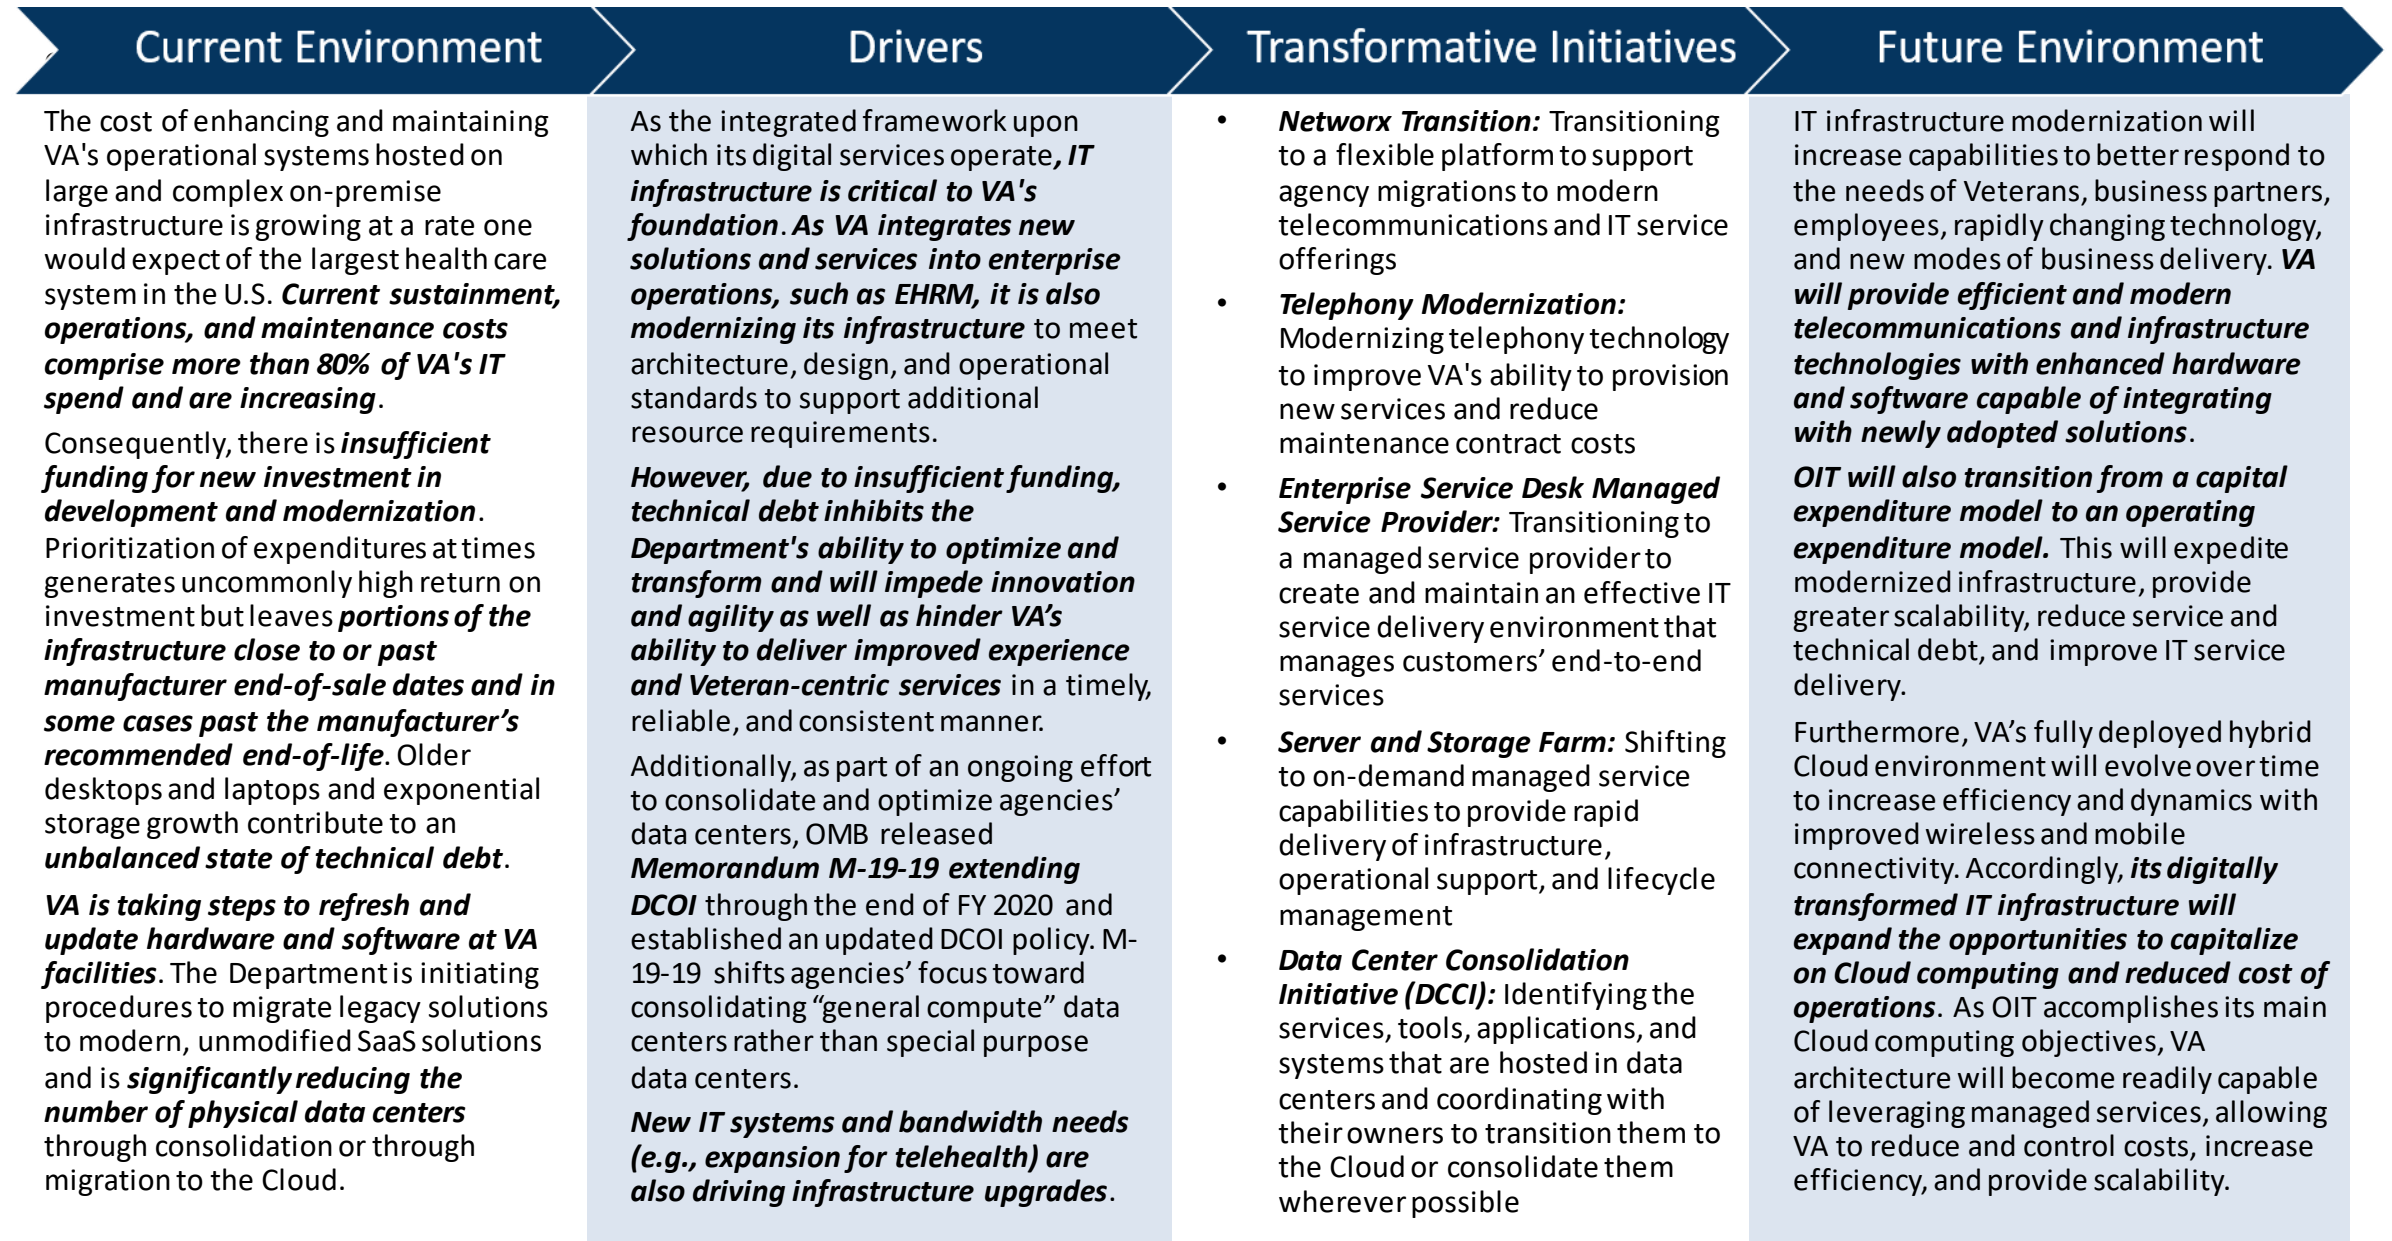 Current Environment
Drivers
Transformative Initiatives
Future Environment
The cost of enhancing and maintaining
VA's operational systems hosted on
large and complex on-premise
infrastructure is growing at a rate one
would expect of the largest health care
system in the U.S. Current sustainment,
operations, and maintenance costs
comprise more than 80% of VA's IT
spend and are increasing.
Consequently, there is insufficient
funding for new investment in
development and modernization.
Prioritization of expenditures at times
generates uncommonly high return on
investment but leaves portions of the
infrastructure close to or past
manufacturer end-of-sale dates and in
some cases past the manufacturer’s
recommended end-of-life. Older
desktops and laptops and exponential
storage growth contribute to an
unbalanced state of technical debt.
VA is taking steps to refresh and
update hardware and software at VA
facilities. The Department is initiating
procedures to migrate legacy solutions
to modern, unmodified SaaS solutions
and is significantly reducing the
number of physical data centers
through consolidation or through
migration to the Cloud.
As the integrated framework upon
which its digital services operate, IT
infrastructure is critical to VA's
foundation. As VA integrates new
solutions and services into enterprise
operations, such as EHRM, it is also
modernizing its infrastructure to meet
architecture, design, and operational
standards to support additional
resource requirements.
However, due to insufficient funding,
technical debt inhibits the
Department's ability to optimize and
transform and will impede innovation
and agility as well as hinder VA’s
ability to deliver improved experience
and Veteran-centric services in a timely,
reliable, and consistent manner.
Additionally, as part of an ongoing effort
to consolidate and optimize agencies’
data centers, OMB released
Memorandum M-19-19 extending
DCOI through the end of FY 2020 and
established an updated DCOI policy. M-
19-19 shifts agencies’ focus toward
consolidating “general compute” data
centers rather than special purpose
data centers.
New IT systems and bandwidth needs
(e.g., expansion for telehealth) are
also driving infrastructure upgrades.
• Networx Transition: Transitioning
to a flexible platform to support
agency migrations to modern
telecommunications and IT service
offerings
• Telephony Modernization:
Modernizing telephony technology
to improve VA's ability to provision
new services and reduce
maintenance contract costs
• Enterprise Service Desk Managed
Service Provider: Transitioning to
a managed service provider to
create and maintain an effective IT
service delivery environment that
manages customers’ end-to-end
services
• Server and Storage Farm: Shifting
to on-demand managed service
capabilities to provide rapid
delivery of infrastructure,
operational support, and lifecycle
management
• Data Center Consolidation
Initiative (DCCI): Identifying the
services, tools, applications, and
systems that are hosted in data
centers and coordinating with
their owners to transition them to
the Cloud or consolidate them
wherever possible
IT infrastructure modernization will
increase capabilities to better respond to
the needs of Veterans, business partners,
employees, rapidly changing technology,
and new modes of business delivery. VA
will provide efficient and modern
telecommunications and infrastructure
technologies with enhanced hardware
and software capable of integrating
with newly adopted solutions.
OIT will also transition from a capital
expenditure model to an operating
expenditure model. This will expedite
modernized infrastructure, provide
greater scalability, reduce service and
technical debt, and improve IT service
delivery.
Furthermore, VA’s fully deployed hybrid
Cloud environment will evolve over time
to increase efficiency and dynamics with
improved wireless and mobile
connectivity. Accordingly, its digitally
transformed IT infrastructure will
expand the opportunities to capitalize
on Cloud computing and reduced cost of
operations. As OIT accomplishes its main
Cloud computing objectives, VA
architecture will become readily capable
of leveraging managed services, allowing
VA to reduce and control costs, increase
efficiency, and provide scalability.